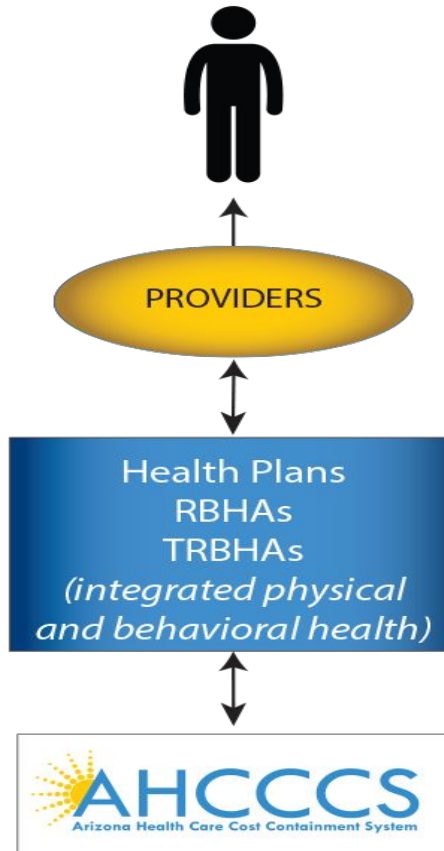 PROVIDERS
Health Plans
RBHAs
TRBHAs
(integrated physical
and behavioral health)
AHCCCS
Arizona Health Care Cost Containment System